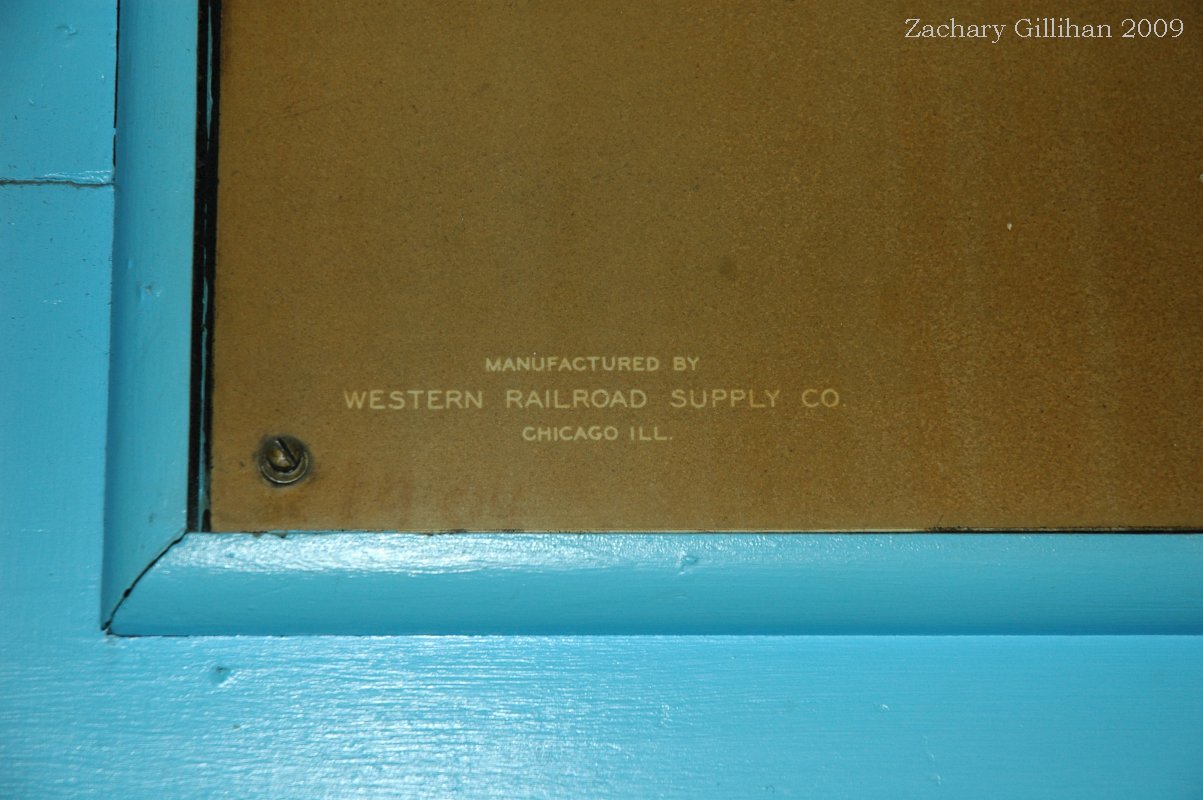 Zachary Gillihan 2009
MANUFACTURED BY
WESTERN RAILROAD SUPPLY CO.
CHICAGO ILL.